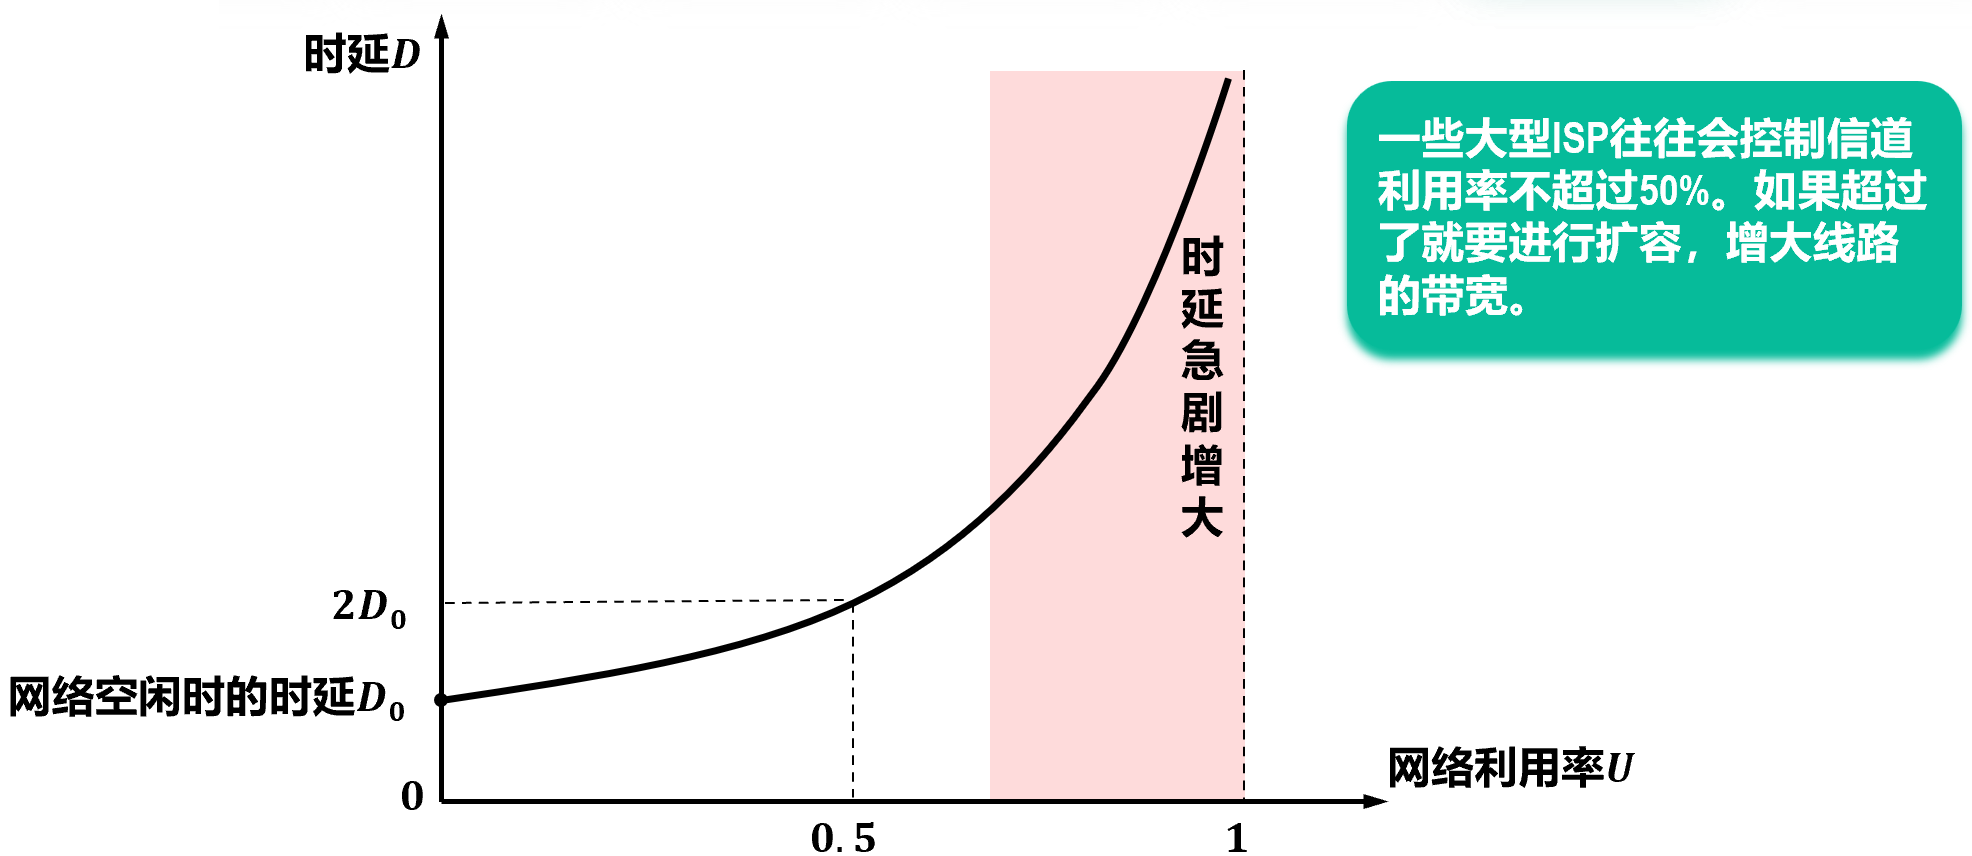 时延D
一些大型ISP往往会控制信道
利用率不超过50%。如果超过
了就要进行扩容，增大线路
的带宽。
时延急剧增大
2D₀
网络空闲时的时延D₀
0
网络利用率U
0.5
1